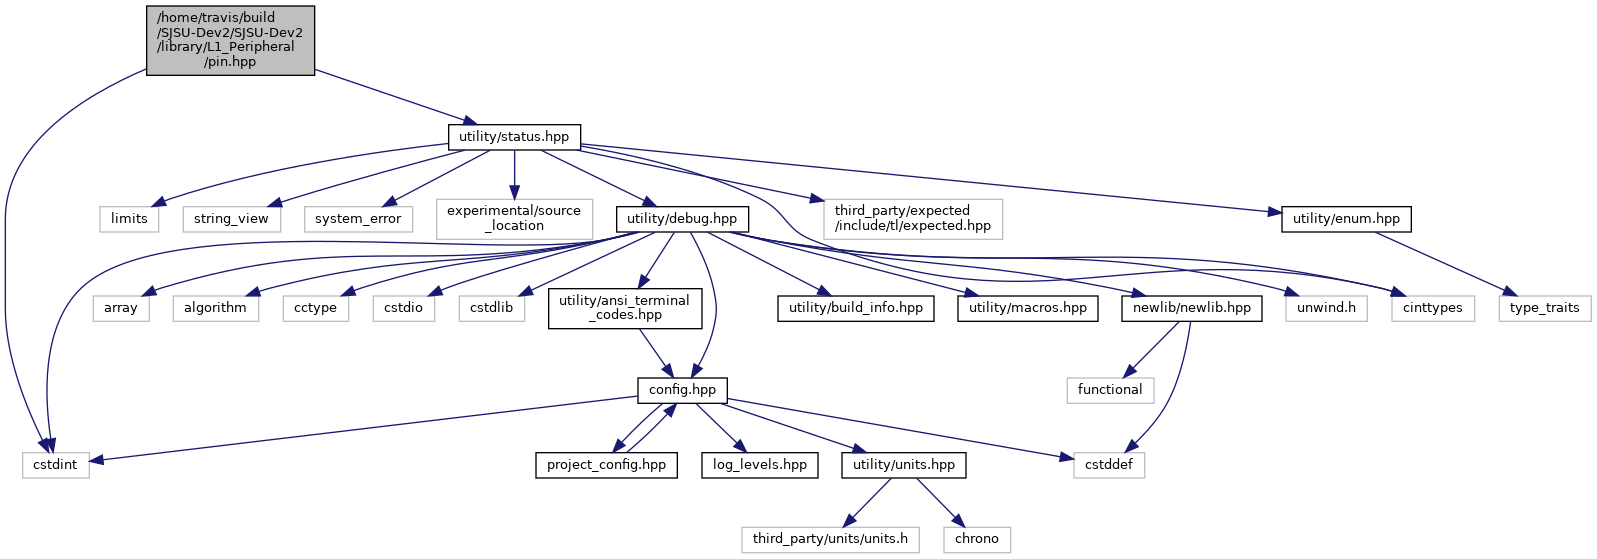 /home/travis/build
/SJSU-Dev2/SJSU-Dev2
/library/L1_Peripheral
/pin.hpp
utility/status.hpp
limits
string_view
system_error
experimental/source
_location
utility/debug.hpp
third_party/expected
/include/tl/expected.hpp
utility/enum.hpp
array
algorithm
cctype
cstdio
cstdlib
utility/ansi_terminal
_codes.hpp
utility/build_info.hpp
utility/macros.hpp
newlib/newlib.hpp
unwind.h
cinttypes
type_traits
config.hpp
functional
cstdint
project_config.hpp
log_levels.hpp
utility/units.hpp
cstddef
third_party/units/units.h
chrono